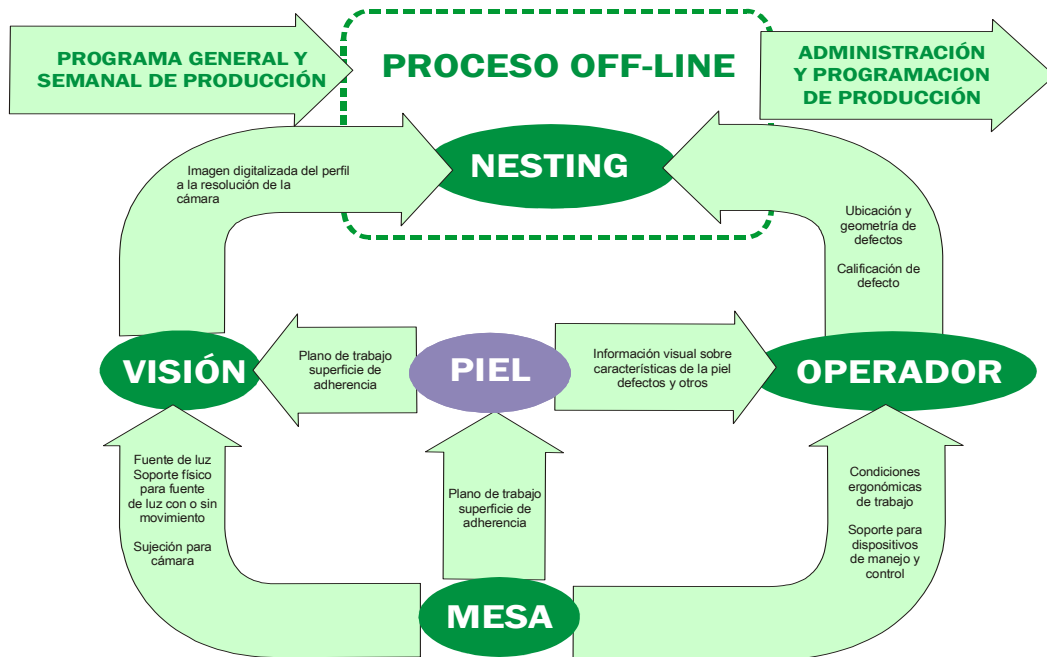 PROGRAMA GENERAL Y
SEMANAL DE PRODUCCIÓN
PROCESO OFF-LINE
ADMINISTRACIÓN
Y PROGRAMACION
DE PRODUCCIÓN
NESTING
Imagen digitalizada del perfil
a la resolución de la
cámara
Ubicación y
geometría de
defectos
Calificación de
defecto
VISIÓN
Plano de trabajo
superficie de
adherencia
PIEL
Información visual sobre
características de la piel
defectos y otros
OPERADOR
Fuente de luz
Soporte físico
para fuente
de luz con o sin
movimiento
Sujeción para
cámara
Plano de trabajo
superficie de
adherencia
Condiciones
ergonómicas
de trabajo
Soporte para
dispositivos
de manejo y
control
MESA